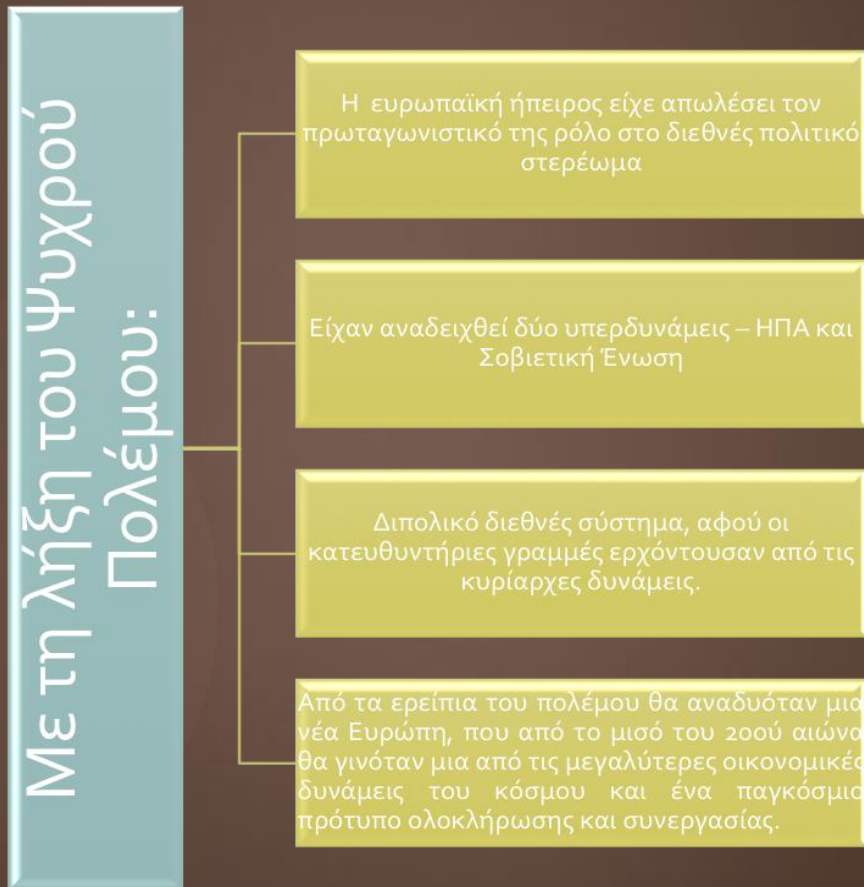 Με τη λήξη του Ψυχρού
Πολέμου:
Η ευρωπαϊκή ήπειρος είχε απωλέσει τον
πρωταγωνιστικό της ρόλο στο διεθνές πολιτικό
στερέωμα
Είχαν αναδειχθεί δύο υπερδυνάμεις – ΗΠΑ και
Σοβιετική Ένωση
Διπολικό διεθνές σύστημα, αφού οι
κατευθυντήριες γραμμές ερχόντουσαν από τις
κυρίαρχες δυνάμεις.
Από τα ερείπια του πολέμου θα αναδυόταν μια
νέα Ευρώπη, που από το μισό του 20ού αιώνα
θα γινόταν μια από τις μεγαλύτερες οικονομικές
δυνάμεις του κόσμου και ένα παγκόσμιο
πρότυπο ολοκλήρωσης και συνεργασίας.